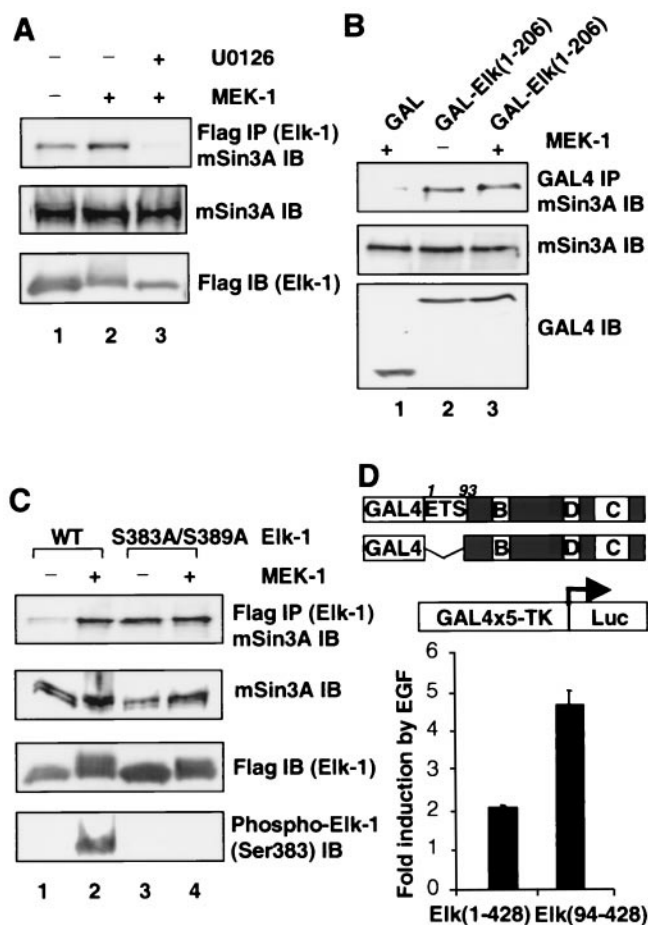 A
– – + U0126
– + + MEK-1
Flag IP (Elk-1)
mSin3A IB
mSin3A IB
Flag IB (Elk-1)
1 2 3
B
GAL GAL-Elk(1-206) GAL-Elk(1-206)
+ – + MEK-1
GAL4 IP
mSin3A IB
mSin3A IB
GAL4 IB
1 2 3
C
WT S383A/S389A Elk-1
– + – + MEK-1
Flag IP (Elk-1)
mSin3A IB
mSin3A IB
Flag IB (Elk-1)
Phospho-Elk-1
(Ser383) IB
1 2 3 4
D
1 93
GAL4 ETS B D C
GAL4 B D C
GAL4x5-TK Luc
Fold induction by EGF
6
5
4
3
2
1
0
Elk(1-428) Elk(94-428)